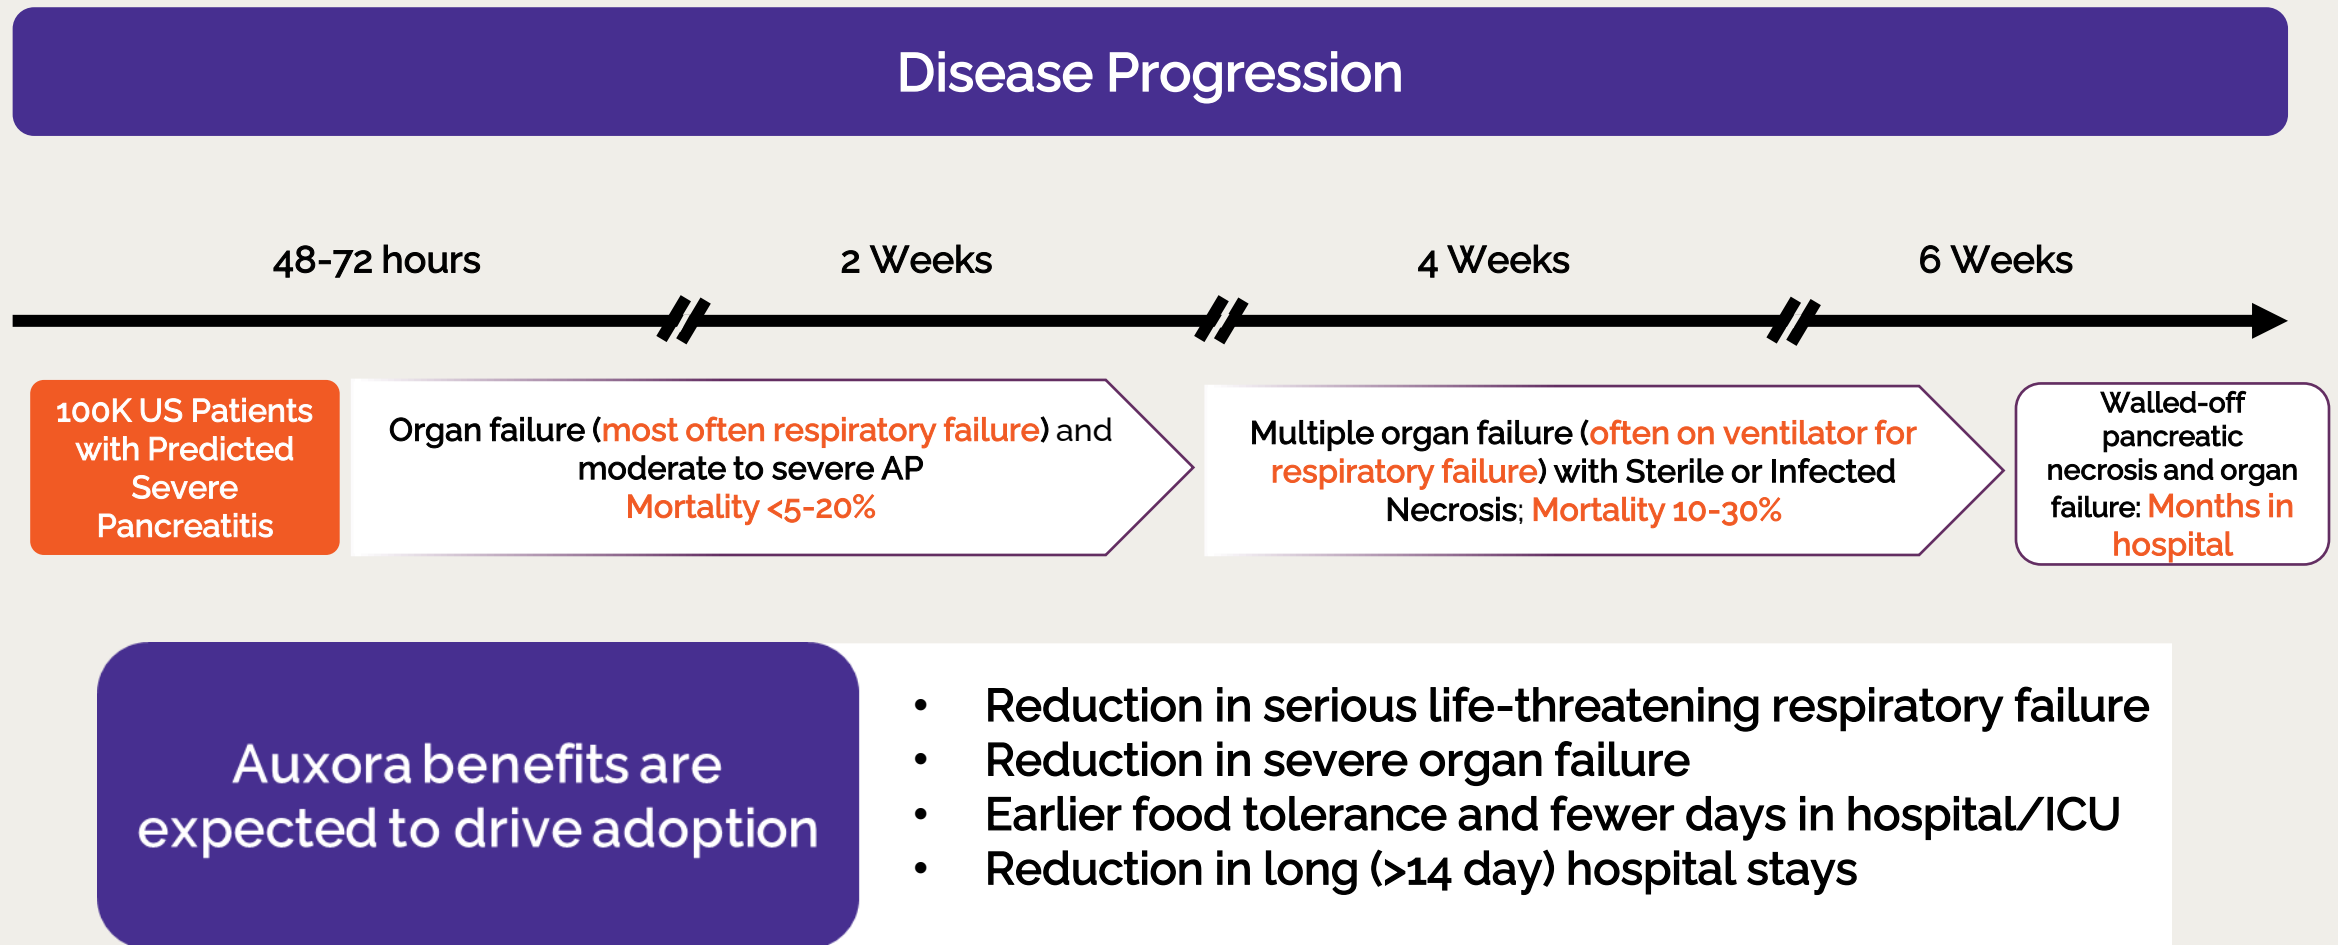 Disease Progression
48-72 hours
2 Weeks
4 Weeks
6 Weeks
100K US Patients
with Predicted
Severe
Pancreatitis
Organ failure (most often respiratory failure) and
moderate to severe AP
Mortality <5-20%
Multiple organ failure (often on ventilator for
respiratory failure) with Sterile or Infected
Necrosis; Mortality 10-30%
Walled-off
pancreatic
necrosis and organ
failure: Months in
hospital
Auxora benefits are
expected to drive adoption
• Reduction in serious life-threatening respiratory failure
• Reduction in severe organ failure
• Earlier food tolerance and fewer days in hospital/ICU
• Reduction in long (>14 day) hospital stays